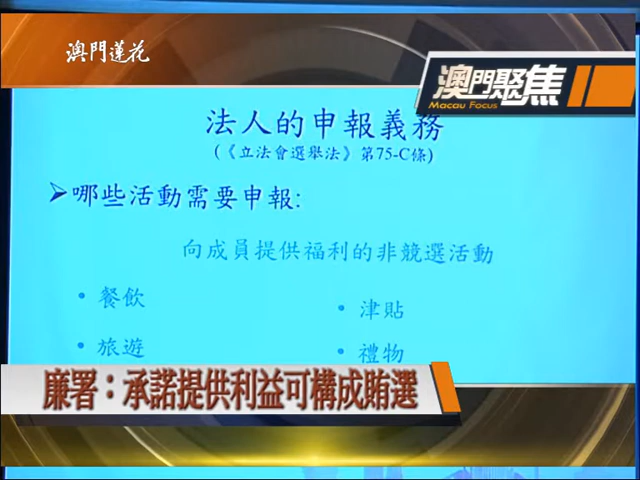 澳門蓮花
澳門聚焦
Macau Focus
法人的申報義務
(《立法會選舉法》第75-C條)
➢哪些活動需要申報:
向成員提供福利的非競選活動
• 餐飲
• 津貼
• 旅遊
• 禮物
廉署：承諾提供利益可構成賄選